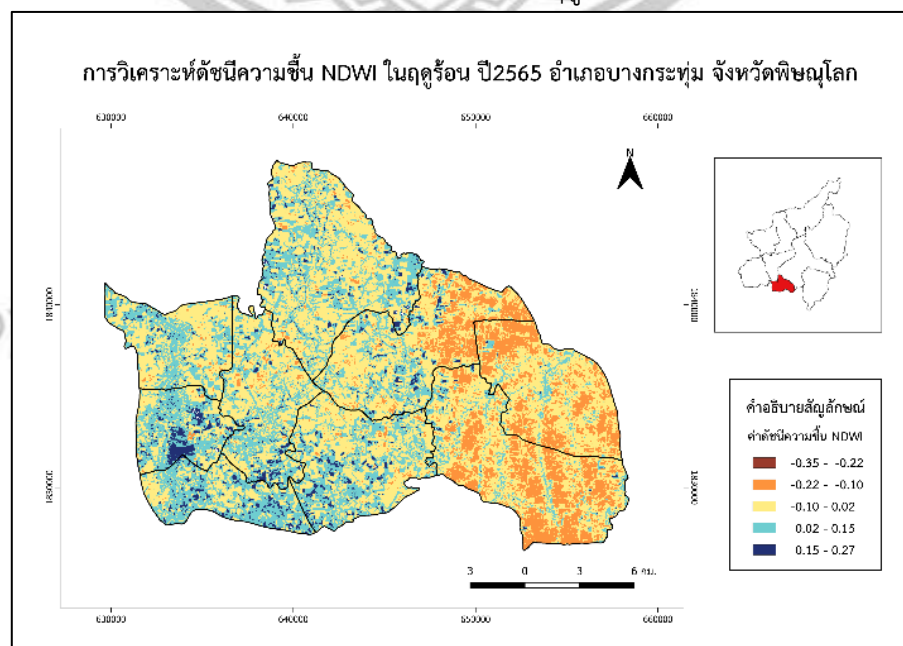 การวิเคราะห์ดัชนีความชื้น NDWI ในฤดูร้อน ปี2565 อำเภอบางกระทุ่ม จังหวัดพิษณุโลก
630000 640000 650000 660000
N
1840000 1840000
คำอธิบายสัญลักษณ์
ค่าดัชนีความชื้น NDWI
-0.35 - -0.22
-0.22 - -0.10
-0.10 - 0.02
0.02 - 0.15
0.15 - 0.27
1830000 1830000
3 0 3 6 กม.
630000 640000 650000 660000